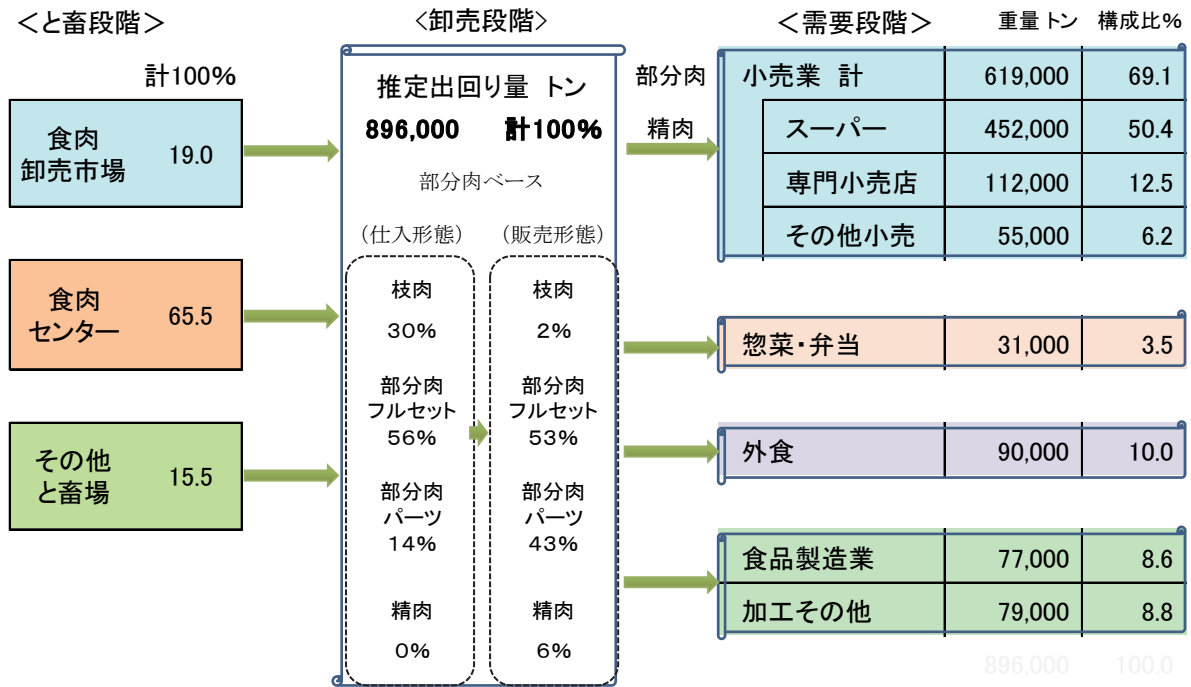 ＜と畜段階＞
計100%
食肉
卸売市場 19.0
食肉
センター 65.5
その他
と畜場 15.5
＜卸売段階＞
推定出回り量 トン
896,000 計100%
部分肉ベース
（仕入形態） （販売形態）
枝肉 枝肉
30% 2%
部分肉 部分肉
フルセット フルセット
56% 53%
部分肉 部分肉
パーツ パーツ
14% 43%
精肉 精肉
0% 6%
部分肉
精肉
＜需要段階＞ 重量 トン 構成比%
小売業 計 619,000 69.1
スーパー 452,000 50.4
専門小売店 112,000 12.5
その他小売 55,000 6.2
惣菜・弁当 31,000 3.5
外食 90,000 10.0
食品製造業 77,000 8.6
加工その他 79,000 8.8
896,000 100.0